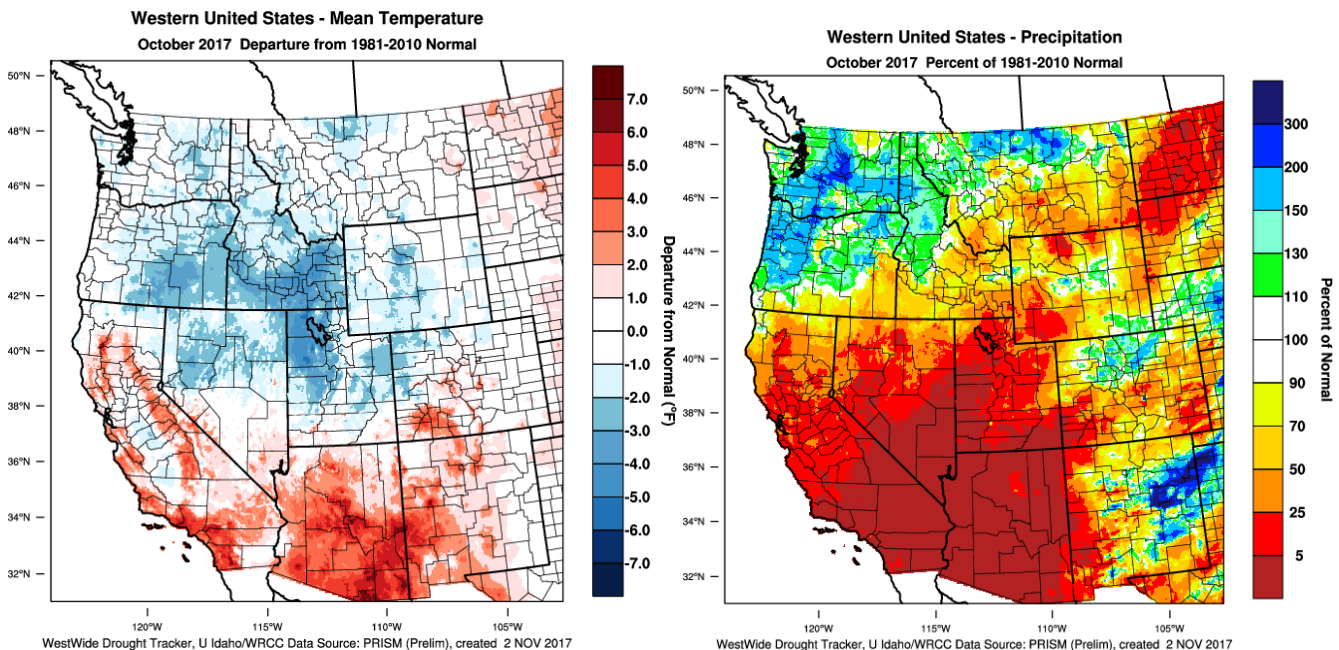 Western United States - Mean Temperature
October 2017 Departure from 1981-2010 Normal
50°N
48°N
46°N
44°N
42°N
40°N
38°N
36°N
34°N
32°N
120°W
115°W
110°W
105°W
7.0
6.0
5.0
4.0
3.0
2.0
1.0
0.0
-1.0
-2.0
-3.0
-4.0
-5.0
-6.0
-7.0
Departure from Normal (°F)
WestWide Drought Tracker, U Idaho/WRCC Data Source: PRISM (Prelim), created 2 NOV 2017
Western United States - Precipitation
October 2017 Percent of 1981-2010 Normal
50°N
48°N
46°N
44°N
42°N
40°N
38°N
36°N
34°N
32°N
120°W
115°W
110°W
105°W
300
200
150
130
110
100
90
70
50
25
5
Percent of Normal
WestWide Drought Tracker, U Idaho/WRCC Data Source: PRISM (Prelim), created 2 NOV 2017